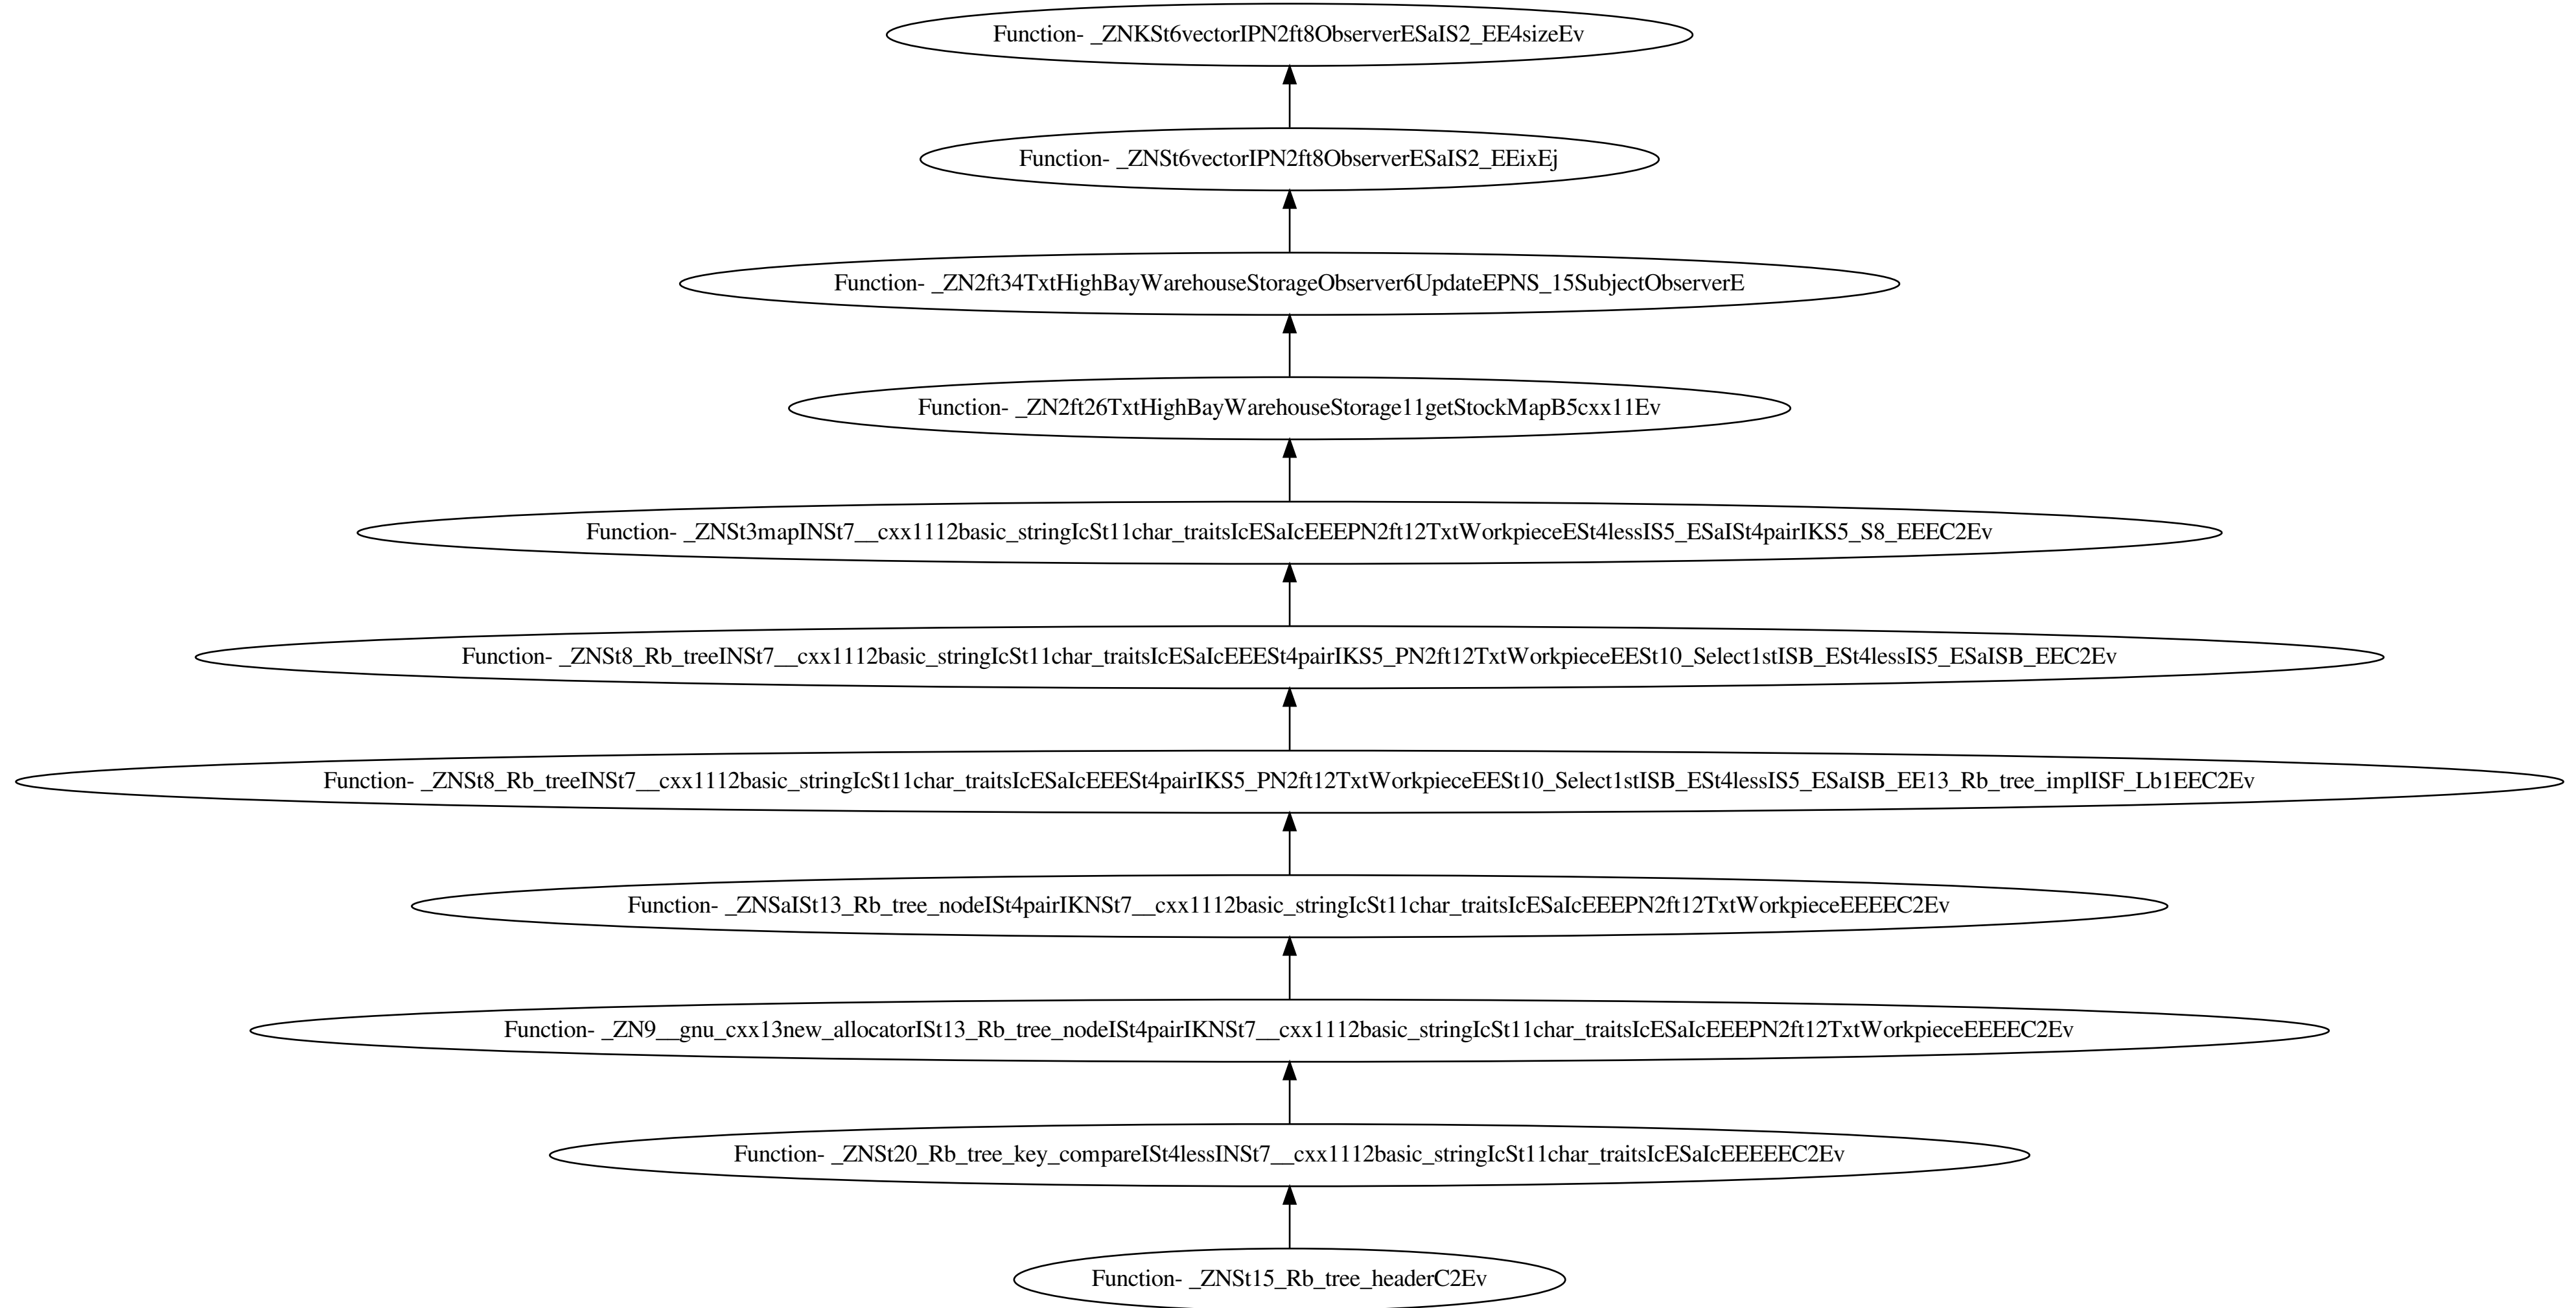 Function- _ZNKSt6vectorIPN2ft8ObserverESaIS2_EE4sizeEv
Function- _ZNSt6vectorIPN2ft8ObserverESaIS2_EEixEj
Function- _ZN2ft34TxtHighBayWarehouseStorageObserver6UpdateEPNS_15SubjectObserverE
Function- _ZN2ft26TxtHighBayWarehouseStorage11getStockMapB5cxx11Ev
Function- _ZNSt3mapINSt7__cxx1112basic_stringIcSt11char_traitsIcESaIcEEEPN2ft12TxtWorkpieceESt4lessIS5_ESaISt4pairIKS5_S8_EEEC2Ev
Function- _ZNSt8_Rb_treeINSt7__cxx1112basic_stringIcSt11char_traitsIcESaIcEEESt4pairIKS5_PN2ft12TxtWorkpieceEESt10_Select1stISB_ESt4lessIS5_ESaISB_EEC2Ev
Function- _ZNSt8_Rb_treeINSt7__cxx1112basic_stringIcSt11char_traitsIcESaIcEEESt4pairIKS5_PN2ft12TxtWorkpieceEESt10_Select1stISB_ESt4lessIS5_ESaISB_EE13_Rb_tree_implISF_Lb1EEC2Ev
Function- _ZNSaISt13_Rb_tree_nodeISt4pairIKNSt7__cxx1112basic_stringIcSt11char_traitsIcESaIcEEEPN2ft12TxtWorkpieceEEEEC2Ev
Function- _ZN9__gnu_cxx13new_allocatorISt13_Rb_tree_nodeISt4pairIKNSt7__cxx1112basic_stringIcSt11char_traitsIcESaIcEEEPN2ft12TxtWorkpieceEEEEC2Ev
Function- _ZNSt20_Rb_tree_key_compareISt4lessINSt7__cxx1112basic_stringIcSt11char_traitsIcESaIcEEEEEC2Ev
Function- _ZNSt15_Rb_tree_headerC2Ev